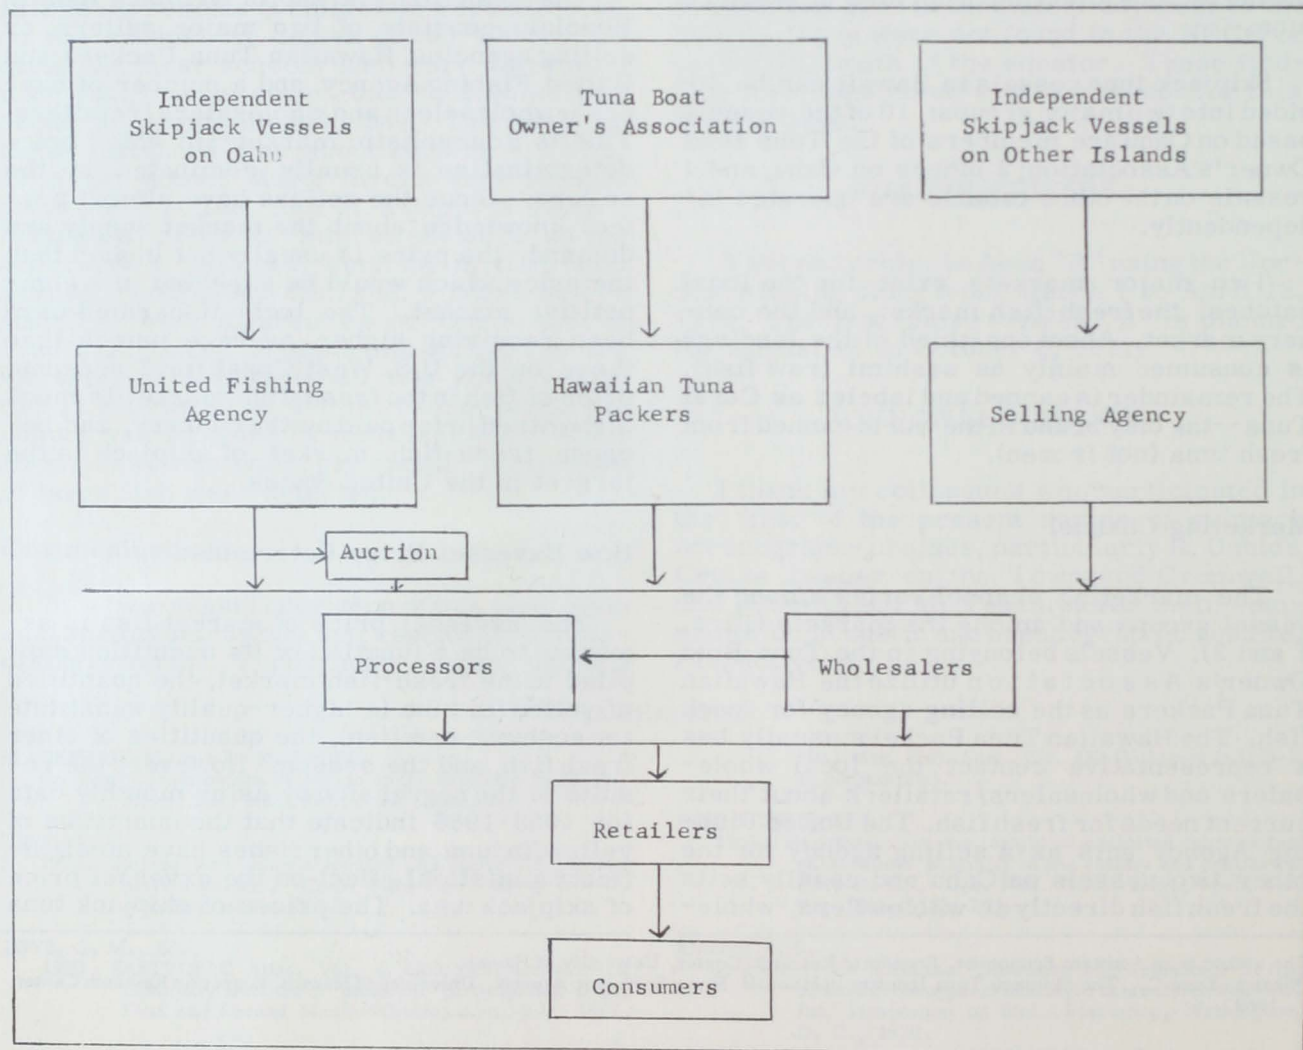 Independent
Skipjack Vessels
on Oahu
Tuna Boat
Owner's Association
Independent
Skipjack Vessels
on Other Islands
United Fishing
Agency
Hawaiian Tuna
Packers
Selling Agency
Auction
Processors
Wholesalers
Retailers
Consumers